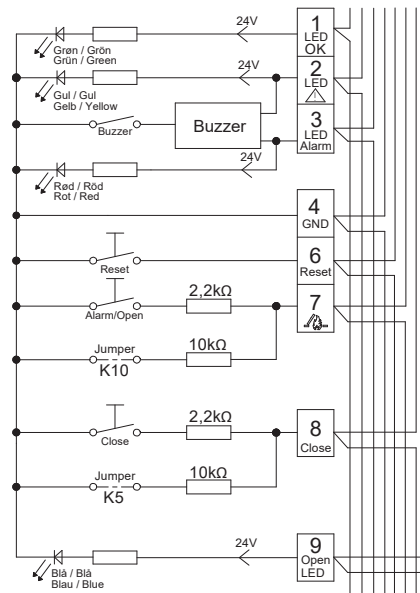 24V
1
LED
OK
Grøn / Grön
Grün / Green
24V
2
LED
Gul / Gul
Gelb / Yellow
Buzzer
Buzzer
3
LED
Alarm
24V
Rød / Röd
Rot / Red
4
GND
6
Reset
Reset
2,2kΩ
7
Alarm/Open
Jumper
10kΩ
K10
2,2kΩ
8
Close
Close
Jumper
10kΩ
K5
24V
9
Open
LED
Blå / Blå
Blau / Blue